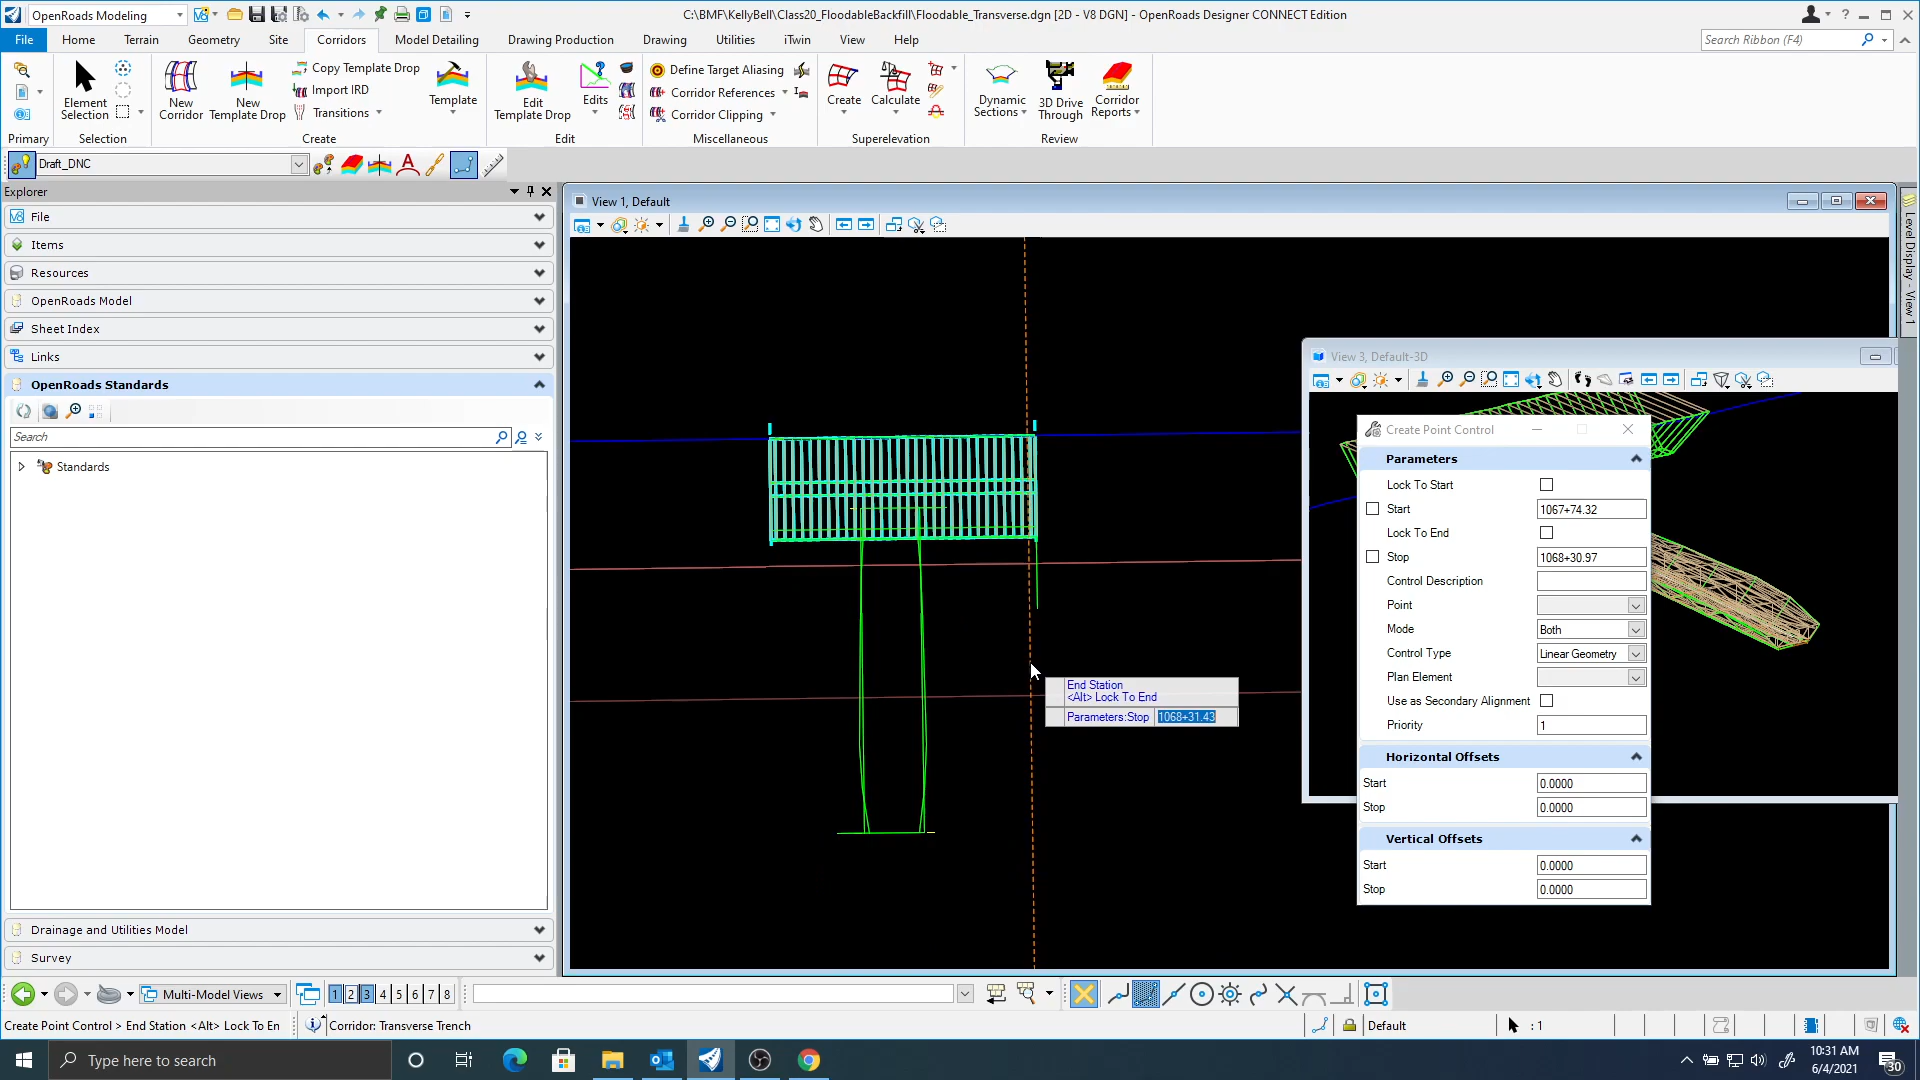 OpenRoads Modeling
C:\BMF\KellyBell\Class20_FloodableBackfill\Floodable_Transverse.dgn [2D - V8 DGN] - OpenRoads Designer CONNECT Edition
File Home Terrain Geometry Site Corridors Model Detailing Drawing Production Drawing Utilities iTwin View Help
Search Ribbon (F4)
Element Selection
New Corridor
New Template Drop
Copy Template Drop
Import IRD
Transitions
Template
Edit Template Drop
Edits
Define Target Aliasing
Corridor References
Corridor Clipping
Create
Calculate
Dynamic Sections
3D Drive Through
Corridor Reports
Primary Selection Create Edit Miscellaneous Superelevation Review
Draft_DNC
Explorer
File
Items
Resources
OpenRoads Model
Sheet Index
Links
OpenRoads Standards
Search
Standards
Drainage and Utilities Model
Survey
View 1, Default
Level Display - View 1
End Station
<Alt> Lock To End
Parameters:Stop 1068+31.43
View 3, Default-3D
Create Point Control
Parameters
Lock To Start
Start 1067+74.32
Lock To End
Stop 1068+30.97
Control Description
Point
Mode Both
Control Type Linear Geometry
Plan Element
Use as Secondary Alignment
Priority 1
Horizontal Offsets
Start 0.0000
Stop 0.0000
Vertical Offsets
Start 0.0000
Stop 0.0000
Multi-Model Views 1 2 3 4 5 6 7 8
Create Point Control > End Station <Alt> Lock To En
Corridor: Transverse Trench
Default
: 1
Type here to search
10:31 AM
6/4/2021
30